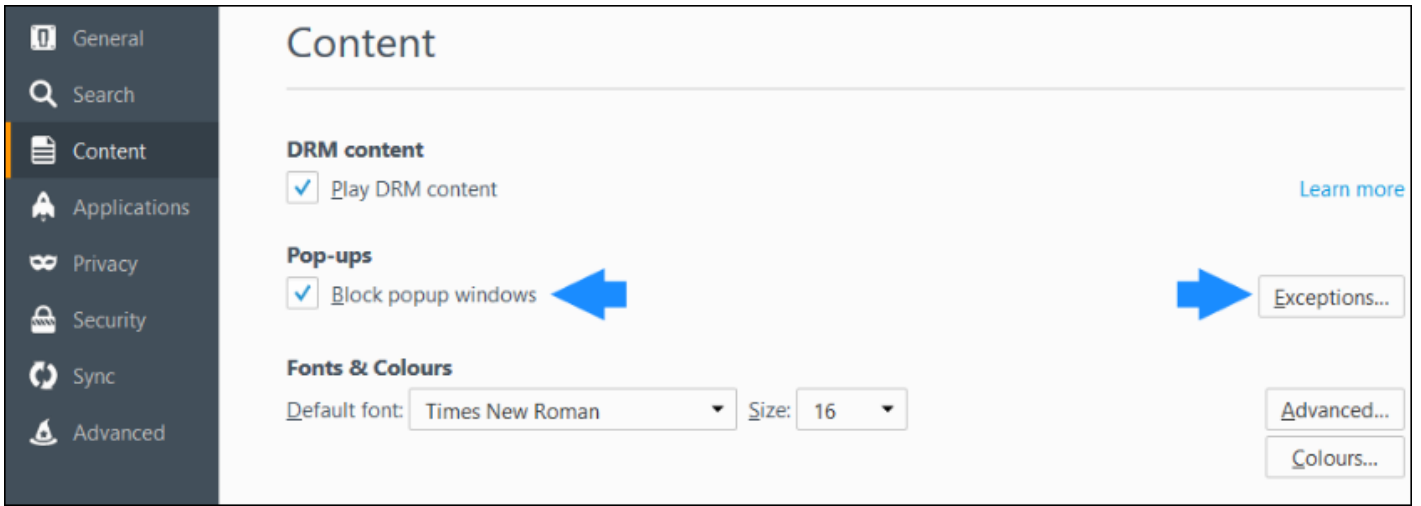 General
Search
Content
Applications
Privacy
Security
Sync
Advanced
Content
DRM content
Play DRM content
Learn more
Pop-ups
Block popup windows
Exceptions...
Fonts & Colours
Default font: Times New Roman Size: 16
Advanced...
Colours...